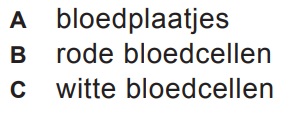 A bloedplaatjes
B rode bloedcellen
C witte bloedcellen